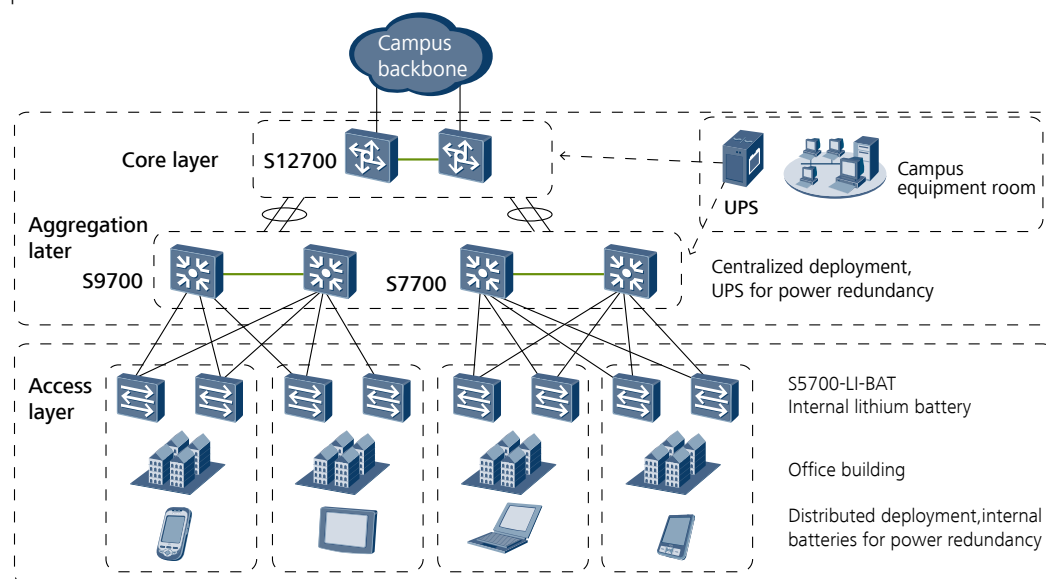 Campus
backbone
Core layer
S12700
UPS
Campus
equipment room
Aggregation
later
S9700
S7700
Centralized deployment,
UPS for power redundancy
Access
layer
S5700-LI-BAT
Internal lithium battery
Office building
Distributed deployment,internal
batteries for power redundancy